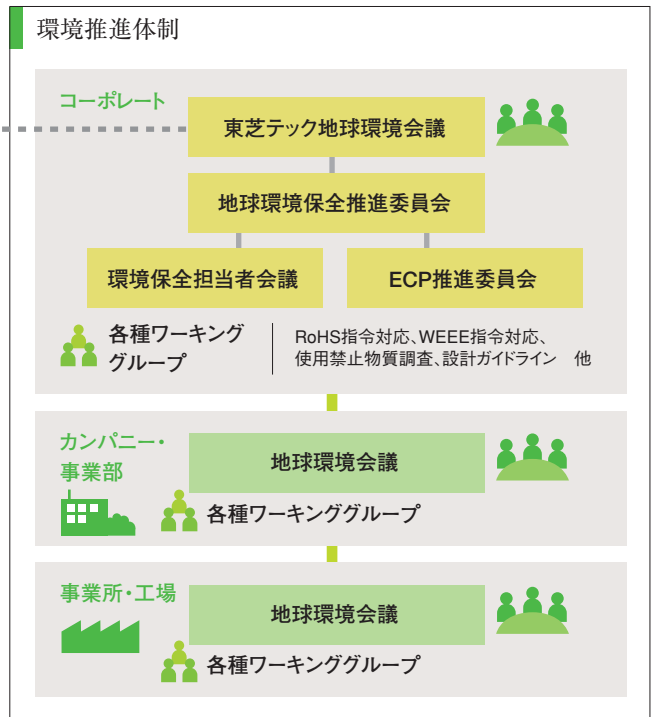 環境推進体制
コーポレート
東芝テック地球環境会議
地球環境保全推進委員会
環境保全担当者会議
ECP推進委員会
各種ワーキング
グループ
RoHS指令対応、WEEE指令対応、
使用禁止物質調査、設計ガイドライン　他
カンパニー・
事業部
地球環境会議
各種ワーキンググループ
事業所・工場
地球環境会議
各種ワーキンググループ